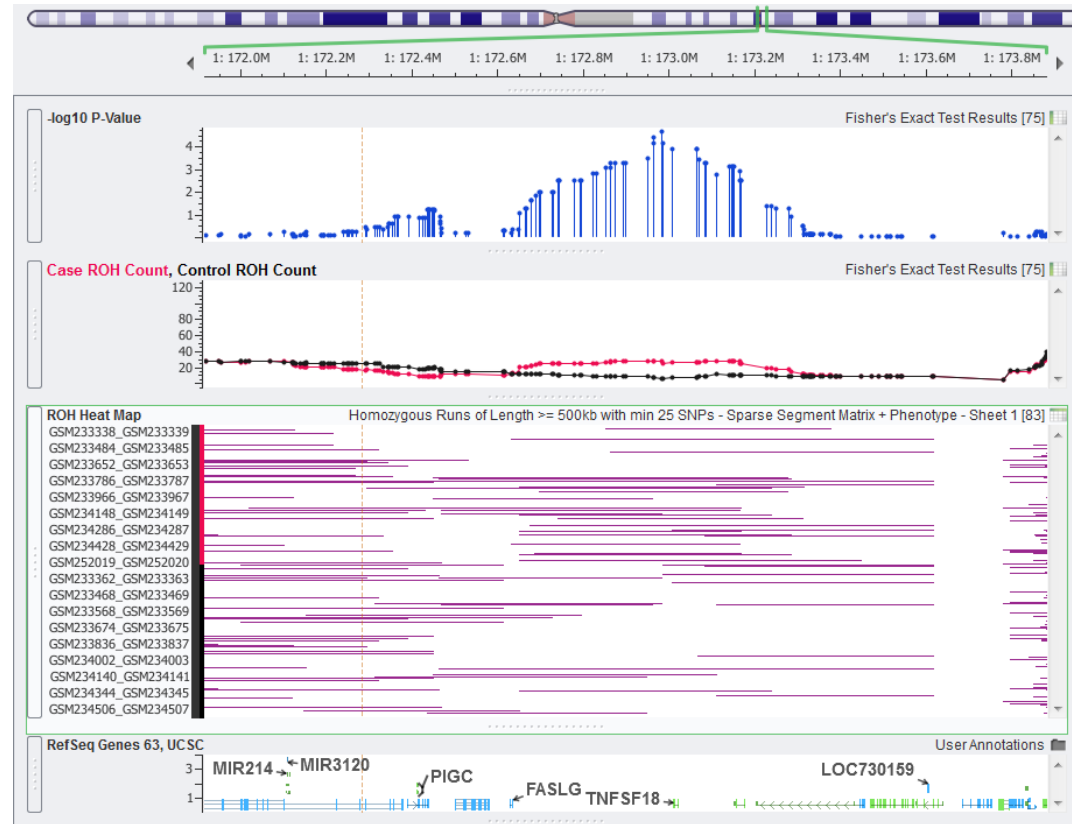 1: 172.0M 1: 172.2M 1: 172.4M 1: 172.6M 1: 172.8M 1: 173.0M 1: 173.2M 1: 173.4M 1: 173.6M 1: 173.8M
-log10 P-Value Fisher's Exact Test Results [75]
4
3
2
1
Case ROH Count, Control ROH Count Fisher's Exact Test Results [75]
120
80
60
40
20
ROH Heat Map Homozygous Runs of Length >= 500kb with min 25 SNPs - Sparse Segment Matrix + Phenotype - Sheet 1 [83]
GSM233338_GSM233339
GSM233484_GSM233485
GSM233652_GSM233653
GSM233786_GSM233787
GSM233966_GSM233967
GSM234148_GSM234149
GSM234286_GSM234287
GSM234428_GSM234429
GSM252019_GSM252020
GSM233362_GSM233363
GSM233468_GSM233469
GSM233568_GSM233569
GSM233674_GSM233675
GSM233836_GSM233837
GSM234002_GSM234003
GSM234140_GSM234141
GSM234344_GSM234345
GSM234506_GSM234507
RefSeq Genes 63, UCSC User Annotations
3
1
MIR214 MIR3120 PIGC FASLG TNFSF18 LOC730159